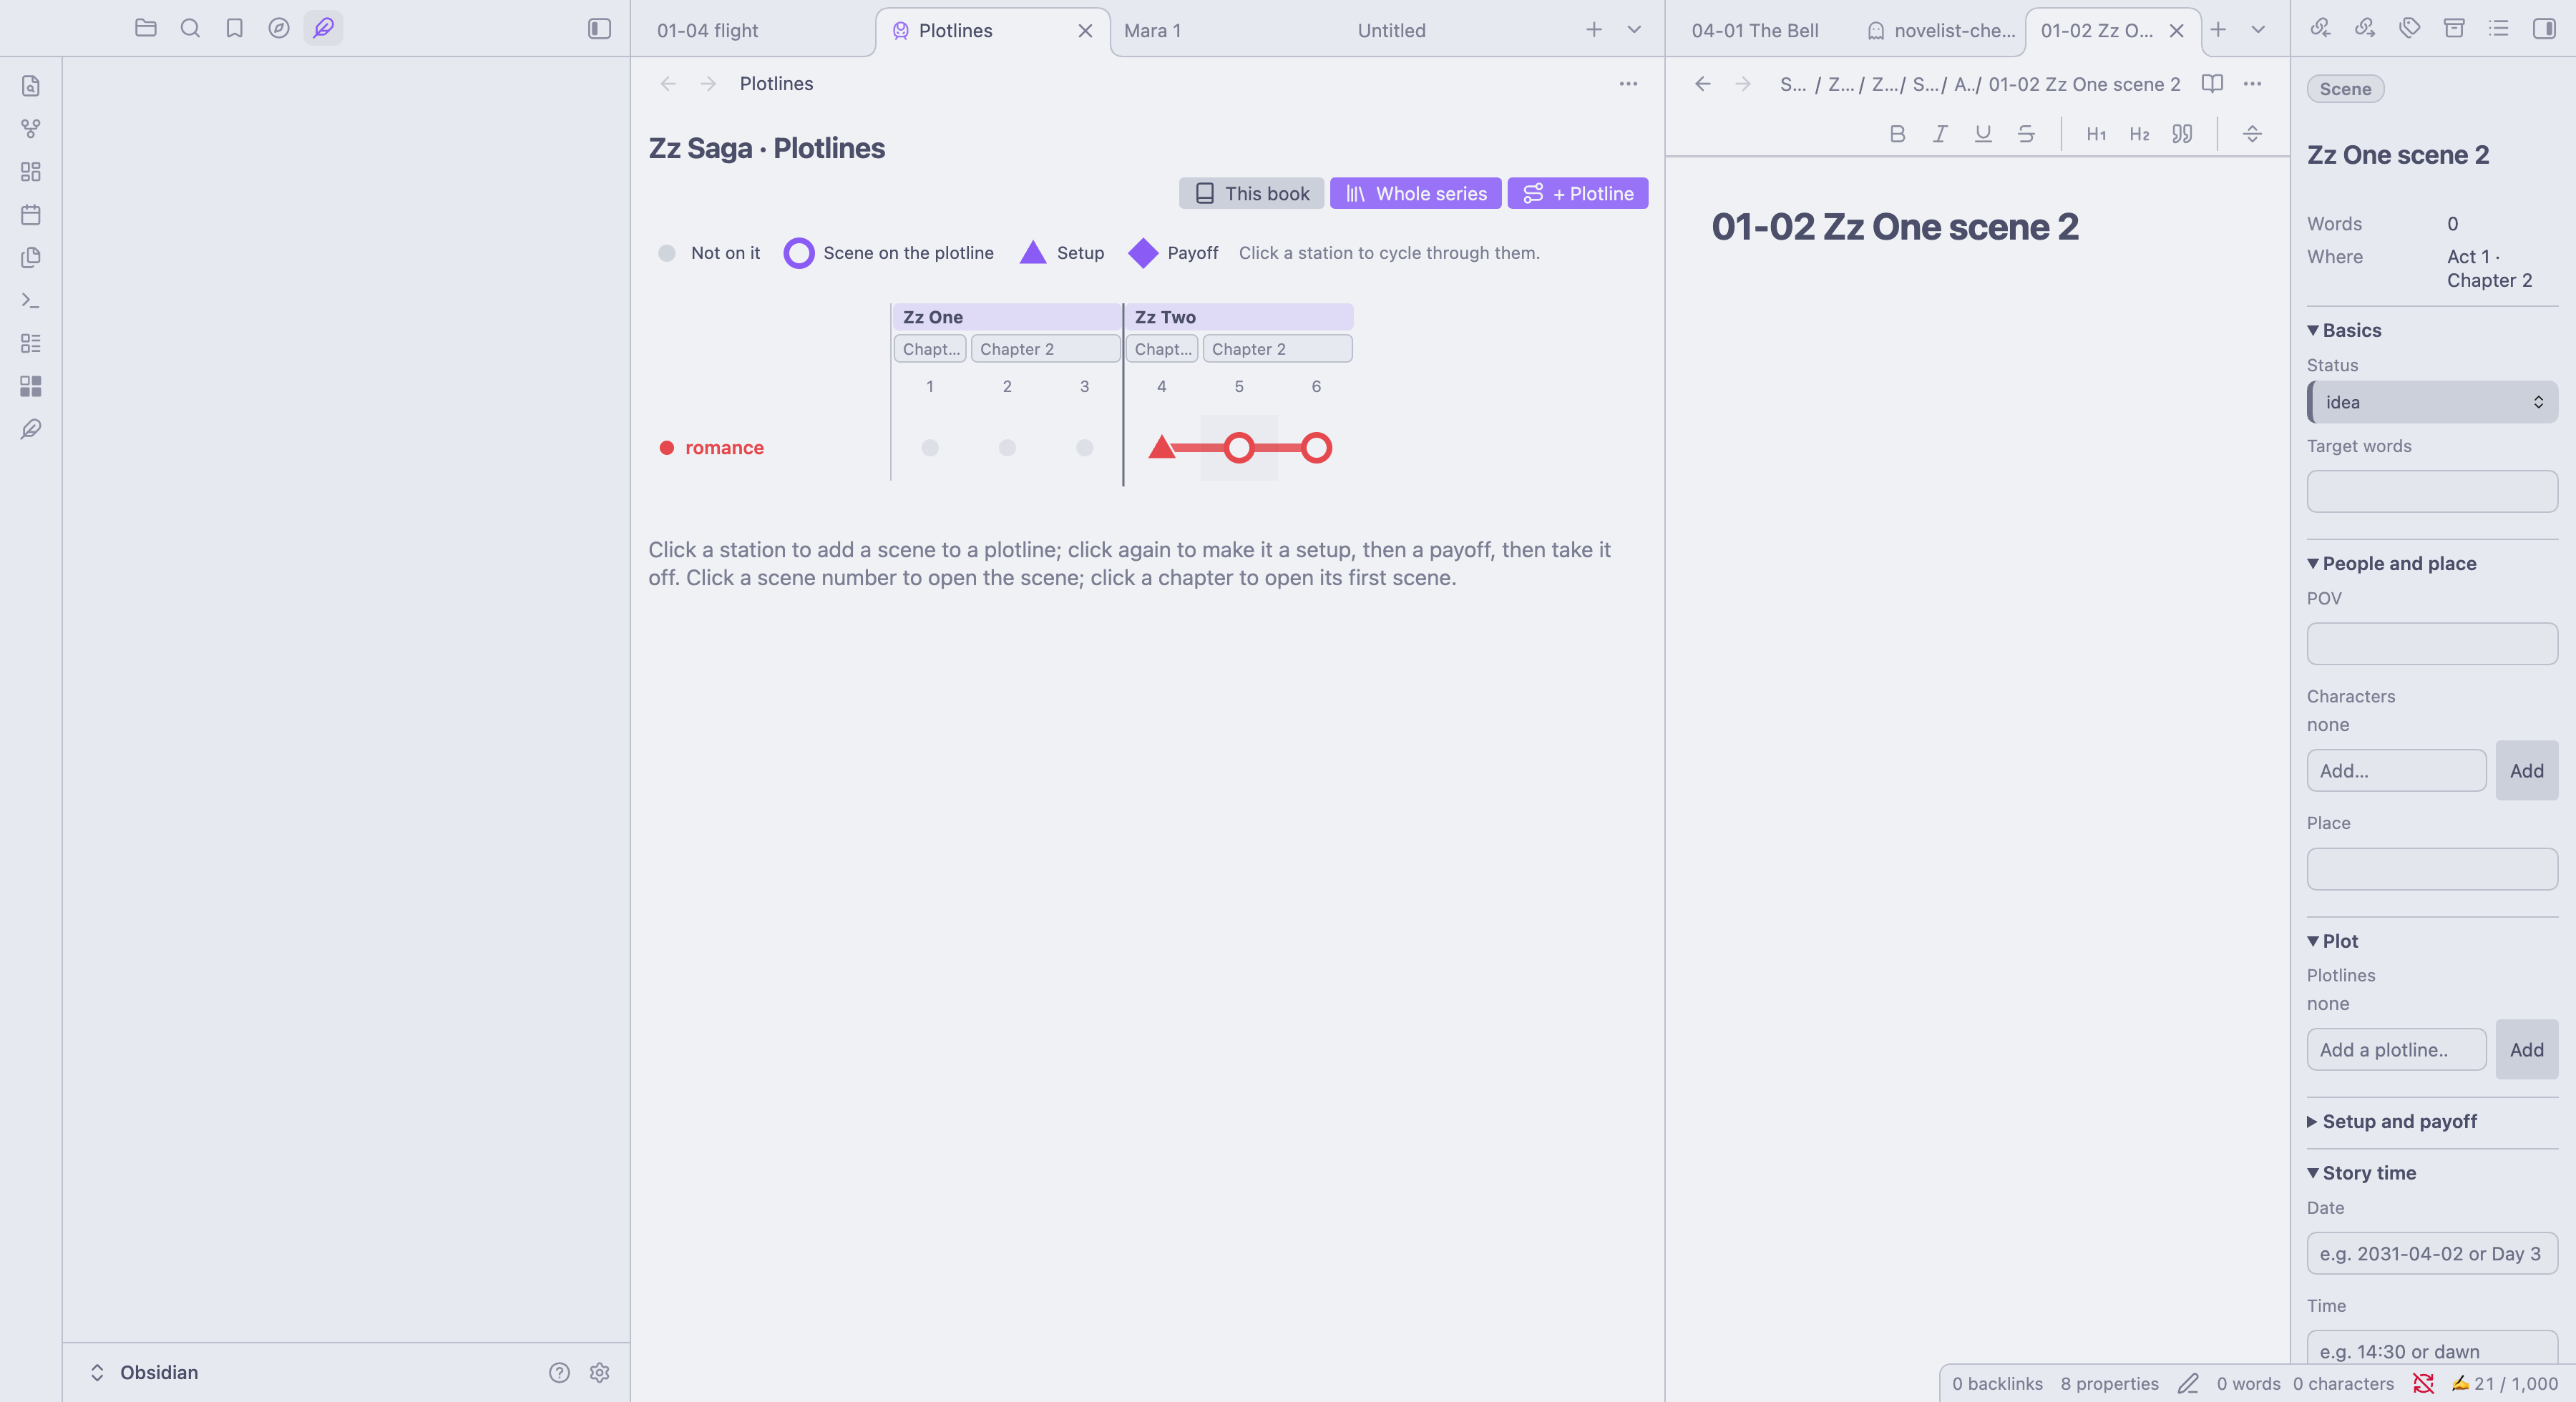 01-04 flight
Plotlines
Mara 1
Untitled
04-01 The Bell
novelist-che...
01-02 Zz O...
Plotlines
S... / Z... / Z.../ S.../ A../ 01-02 Zz One scene 2
H1 H2
Zz Saga · Plotlines
This book
Whole series
+ Plotline
Not on it
Scene on the plotline
Setup
Payoff
Click a station to cycle through them.
Zz One
Zz Two
Chapt...
Chapter 2
Chapt...
Chapter 2
1 2 3 4 5 6
romance
Click a station to add a scene to a plotline; click again to make it a setup, then a payoff, then take it
off. Click a scene number to open the scene; click a chapter to open its first scene.
01-02 Zz One scene 2
Scene
Zz One scene 2
Words 0
Where Act 1 ·
Chapter 2
Basics
Status
idea
Target words
People and place
POV
Characters
none
Add...
Add
Place
Plot
Plotlines
none
Add a plotline..
Add
Setup and payoff
Story time
Date
e.g. 2031-04-02 or Day 3
Time
e.g. 14:30 or dawn
Obsidian
0 backlinks 8 properties 0 words 0 characters ✍️ 21 / 1,000